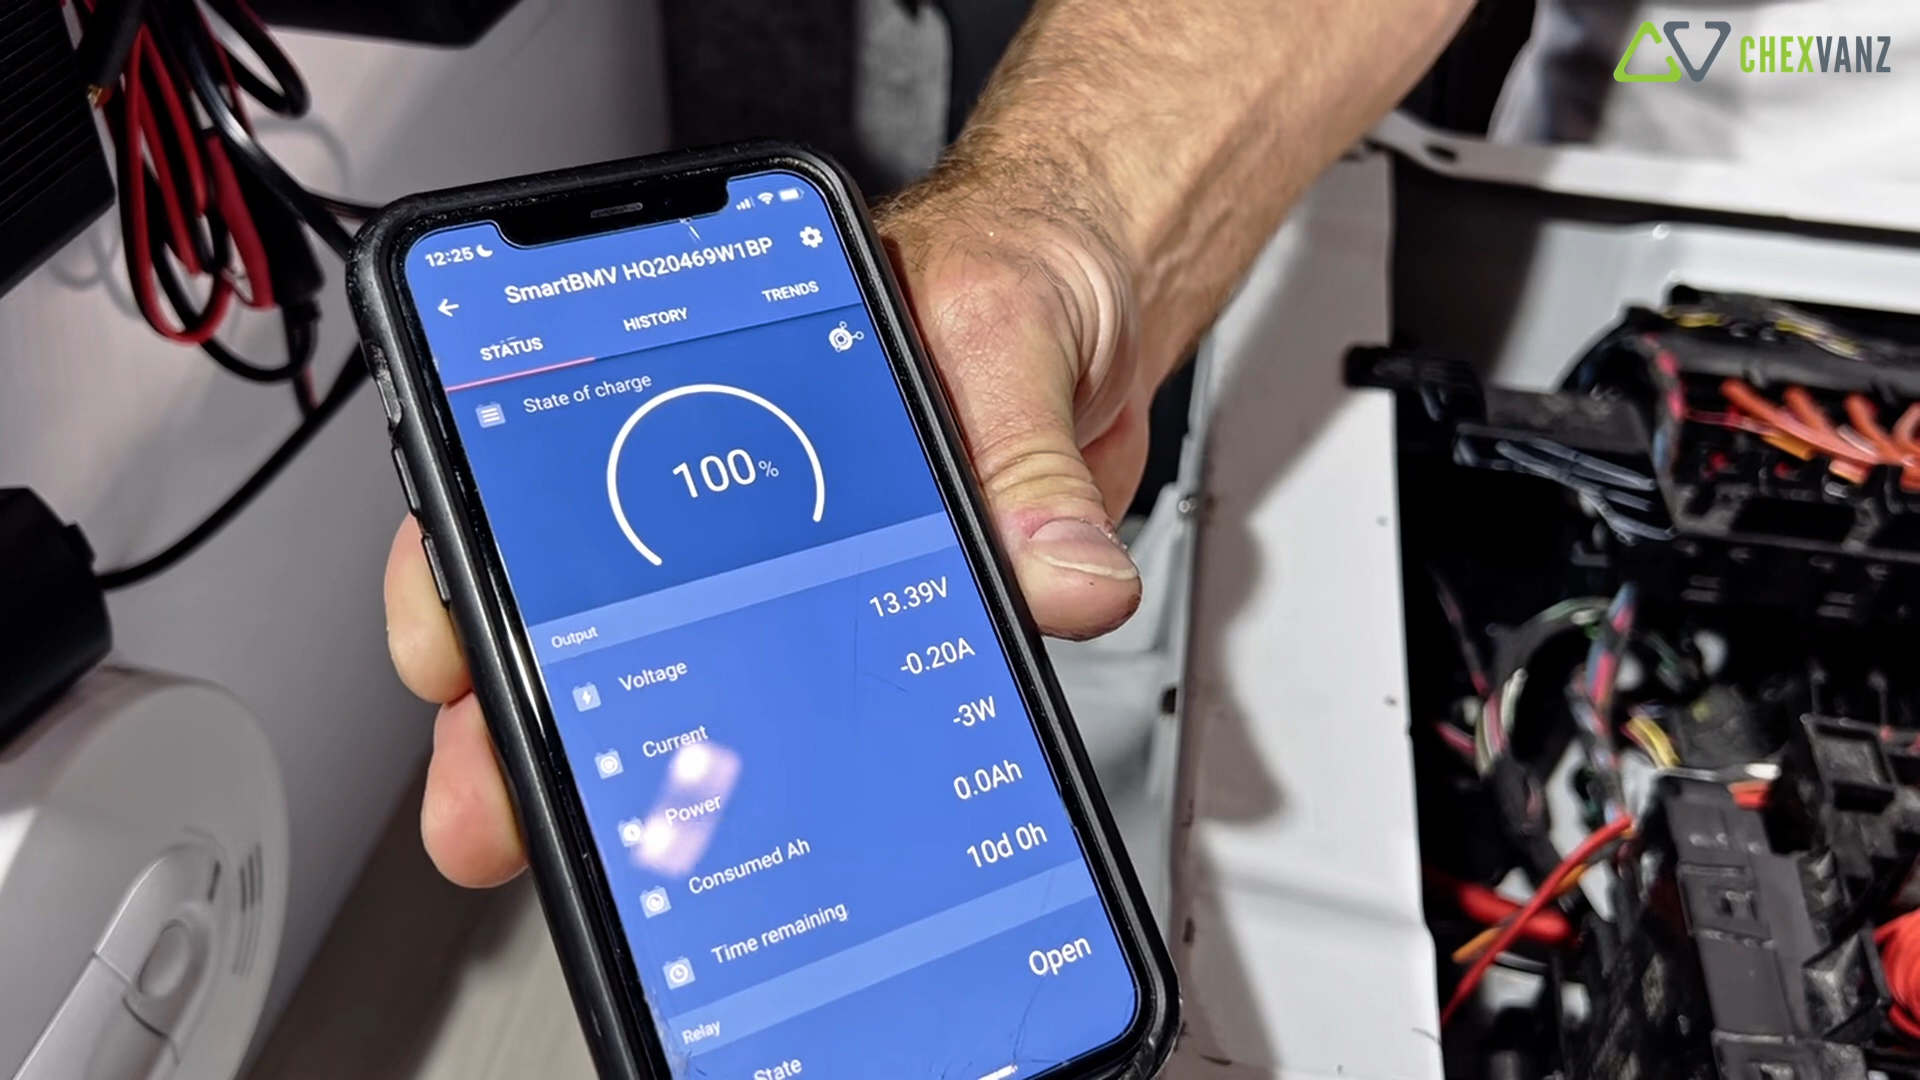 CHEXVANZ
12:25
SmartBMV HQ20469W1BP
STATUS HISTORY TRENDS
State of charge
100%
Output
Voltage 13.39V
Current -0.20A
Power -3W
Consumed Ah 0.0Ah
Time remaining 10d 0h
Relay
State Open